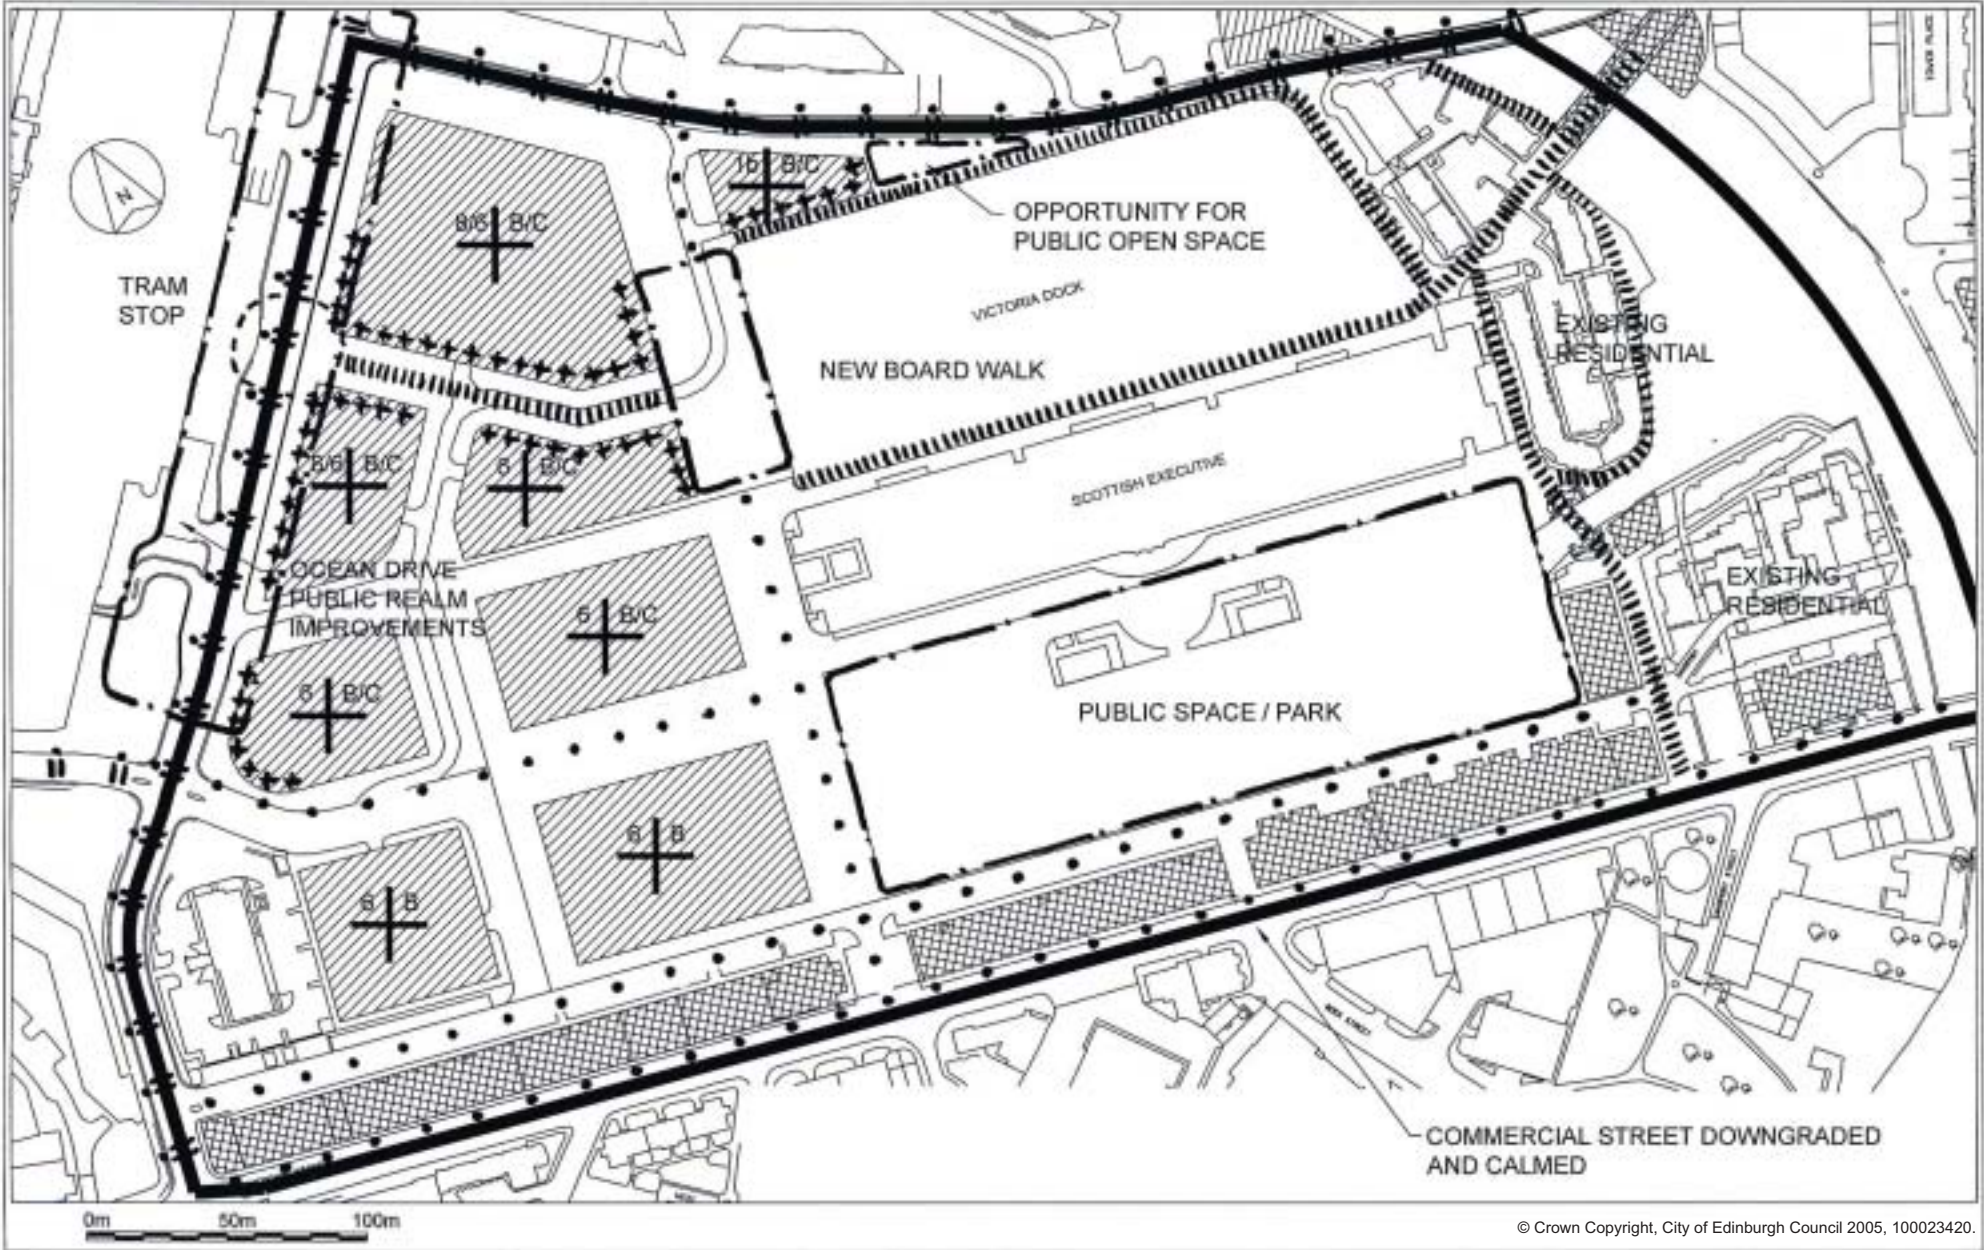 16 B/C
8/6 B/C
N
OPPORTUNITY FOR
PUBLIC OPEN SPACE
TRAM
STOP
VICTORIA DOCK
EXISTING
RESIDENTIAL
NEW BOARD WALK
8/6 B/C
6 B/C
SCOTTISH EXECUTIVE
OCEAN DRIVE
PUBLIC REALM
IMPROVEMENTS
EXISTING
RESIDENTIAL
6 B/C
6 B/C
PUBLIC SPACE / PARK
6 B
6 B
COMMERCIAL STREET DOWNGRADED
AND CALMED
0m 50m 100m
© Crown Copyright, City of Edinburgh Council 2005, 100023420.